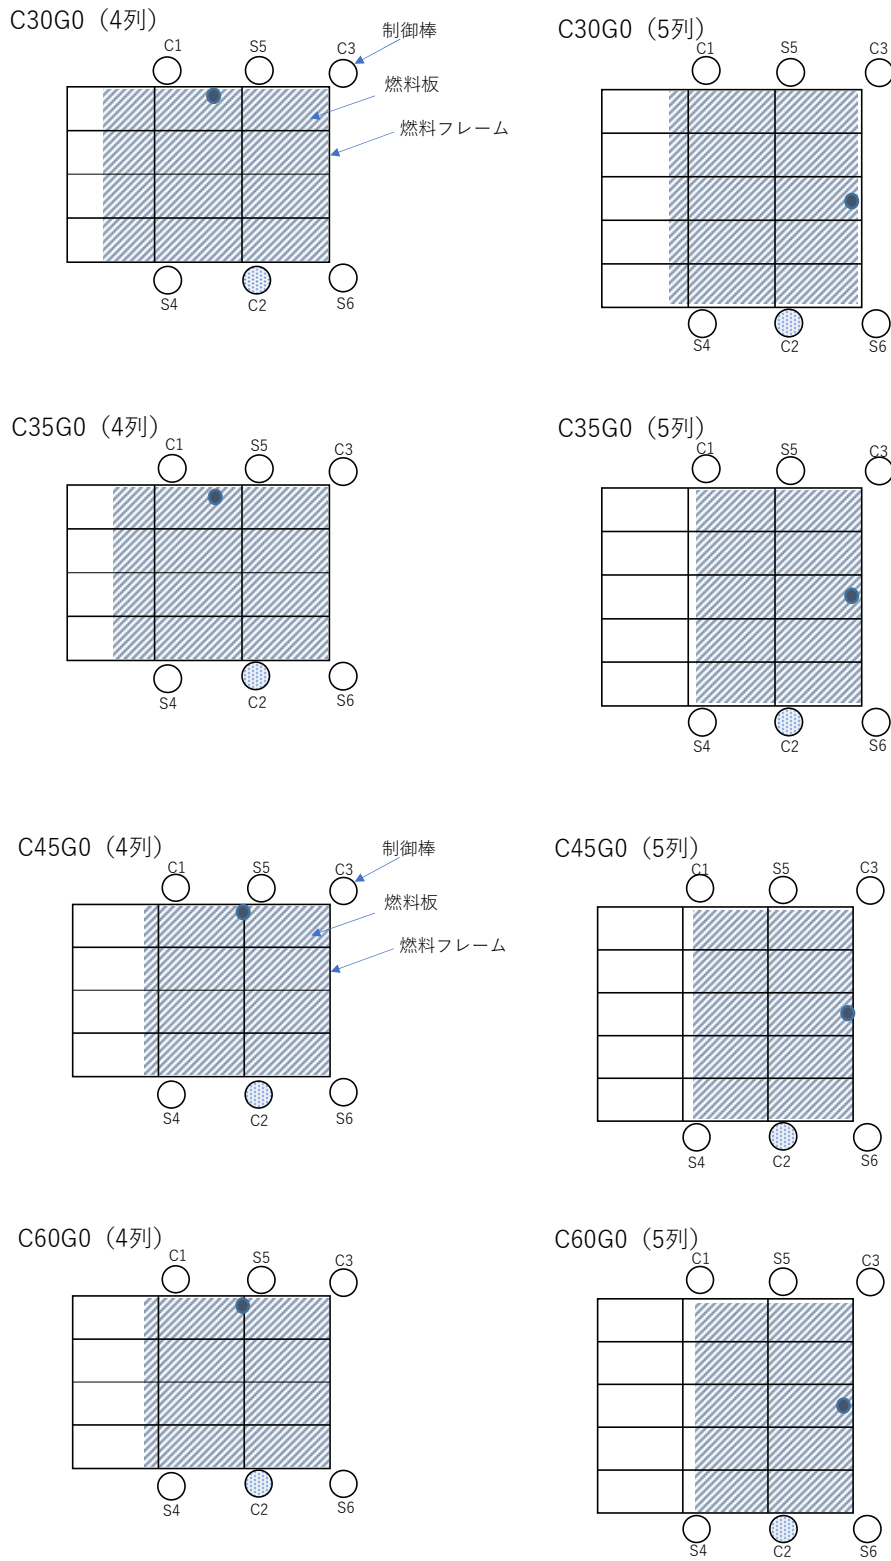 C30G0（4列）
C1 S5 C3
制御棒
燃料板
燃料フレーム
S4 C2 S6
C30G0（5列）
C1 S5 C3
S4 C2 S6
C35G0（4列）
C1 S5 C3
S4 C2 S6
C35G0（5列）
C1 S5 C3
S4 C2 S6
C45G0（4列）
C1 S5 C3
制御棒
燃料板
燃料フレーム
S4 C2 S6
C45G0（5列）
C1 S5 C3
S4 C2 S6
C60G0（4列）
C1 S5 C3
S4 C2 S6
C60G0（5列）
C1 S5 C3
S4 C2 S6